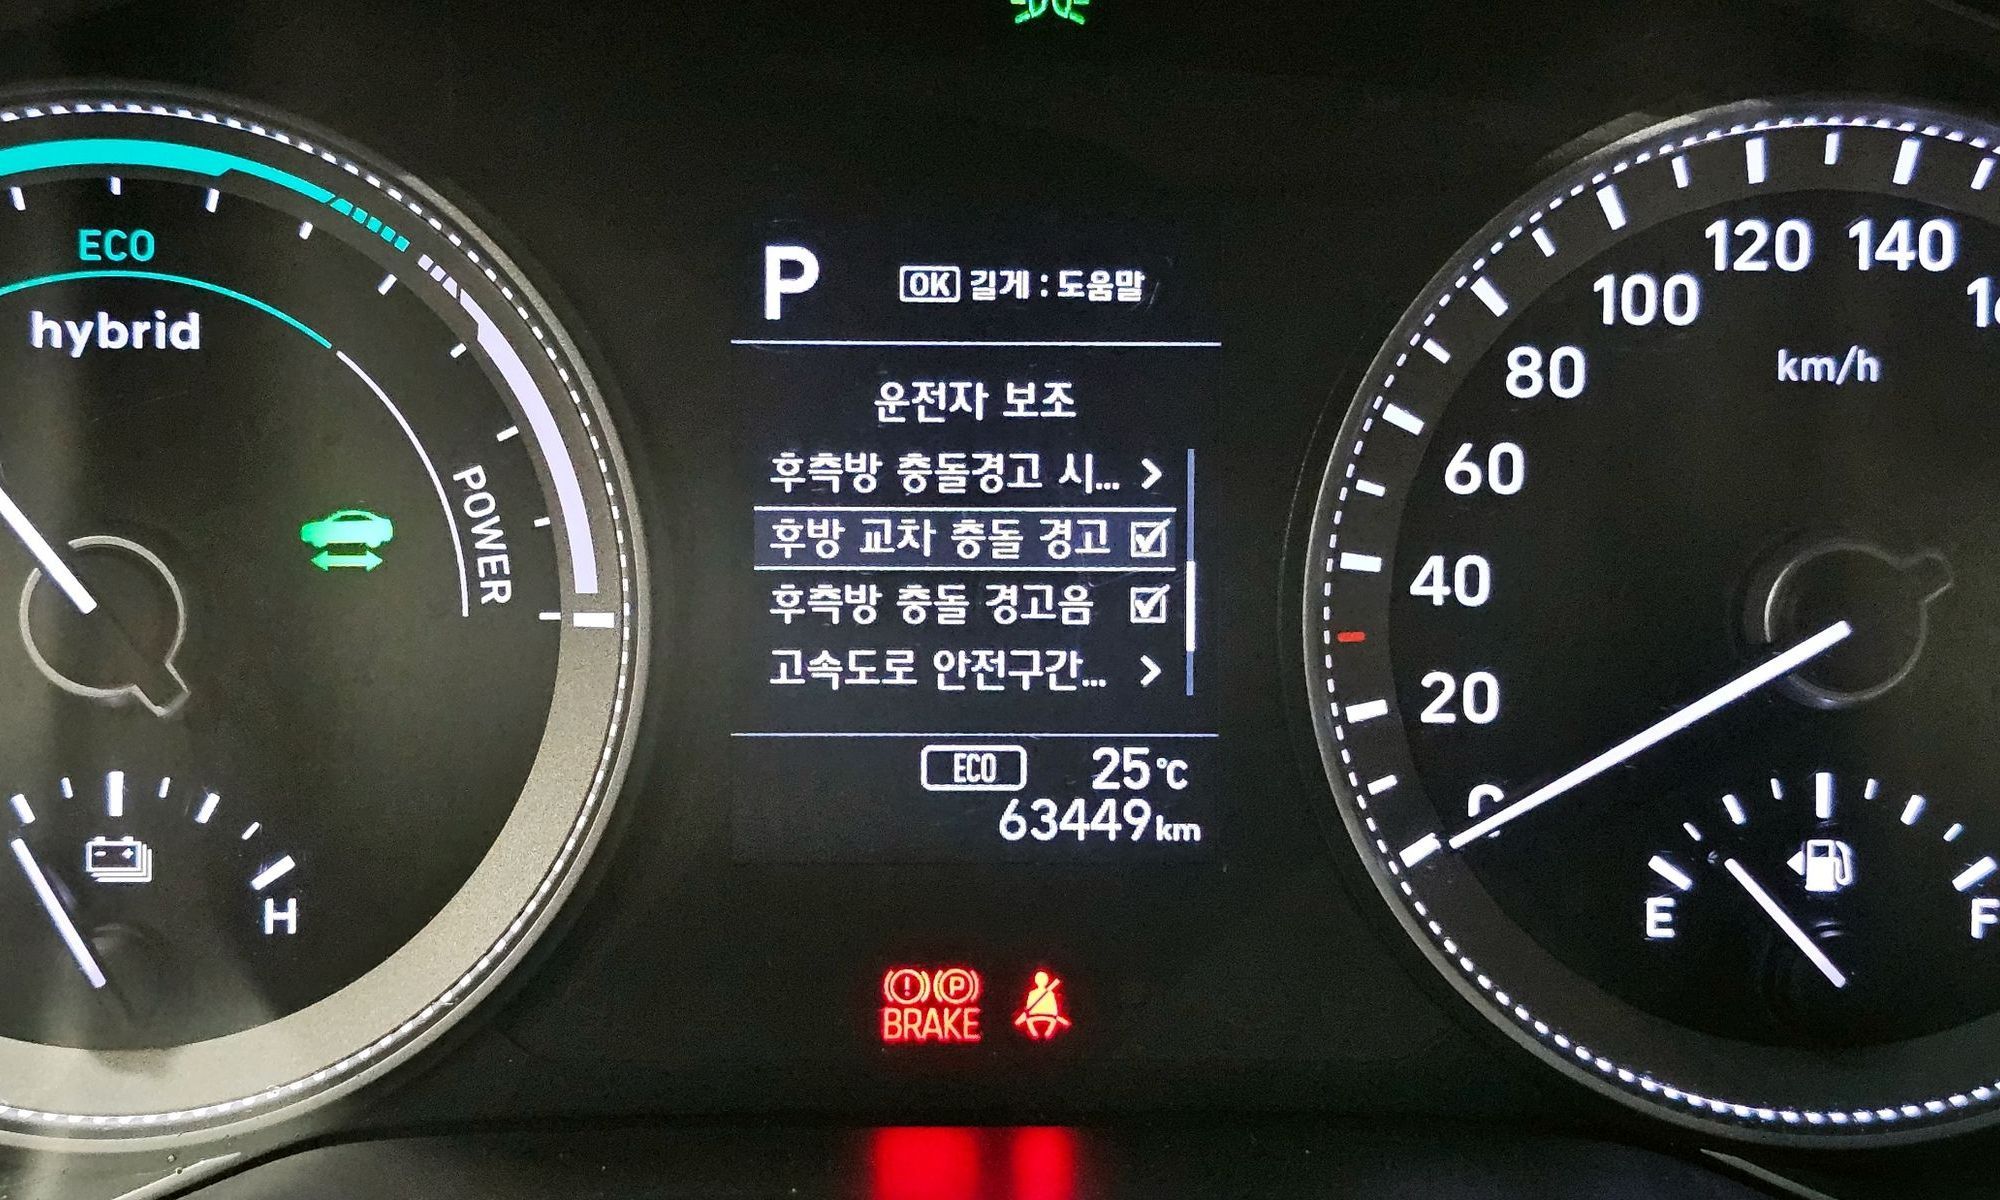 ECO
hybrid
POWER
H
P
OK 길게 : 도움말
운전자 보조
후측방 충돌경고 시...
후방 교차 충돌 경고
후측방 충돌 경고음
고속도로 안전구간...
ECO 25°C
63449 km
BRAKE
P
120 140
100
80
km/h
60
40
20
0
E
F